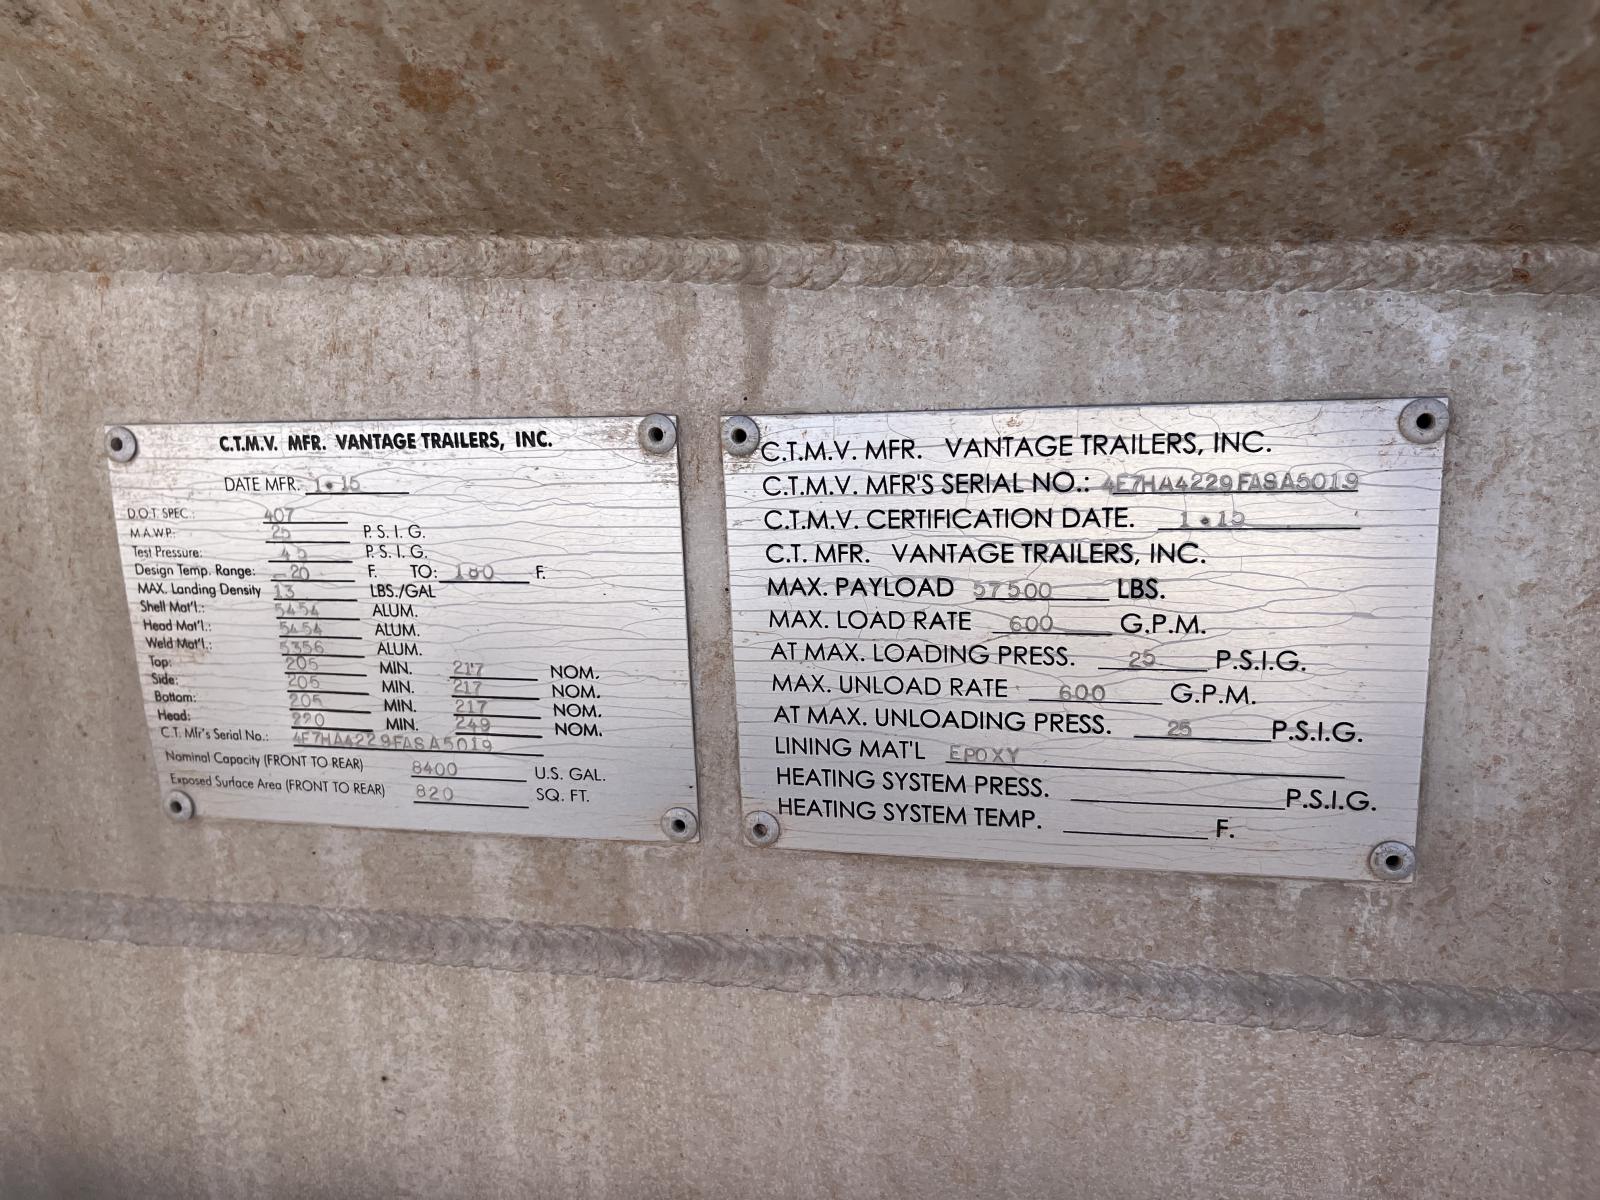 C.T.M.V. MFR. VANTAGE TRAILERS, INC.
DATE MFR. 1•15
D.O.T. SPEC.: 407
M.A.W.P.: 25 P.S.I.G.
Test Pressure: 40 P.S.I.G.
Design Temp. Range: -20 F. TO: 180 F.
MAX. Landing Density 13 LBS./GAL
Shell Mat'l.: 5454 ALUM.
Head Mat'l.: 5454 ALUM.
Weld Mat'l.: 5356 ALUM.
Top: 205 MIN. 217 NOM.
Side: 205 MIN. 217 NOM.
Bottom: 205 MIN. 217 NOM.
Head: 220 MIN. 249 NOM.
C.T. Mfr's Serial No.: 4E7HA4229FASA5019
Nominal Capacity (FRONT TO REAR) 8400 U.S. GAL.
Exposed Surface Area (FRONT TO REAR) 820 SQ. FT.
C.T.M.V. MFR. VANTAGE TRAILERS, INC.
C.T.M.V. MFR'S SERIAL NO.: 4E7HA4229FASA5019
C.T.M.V. CERTIFICATION DATE. 1•15
C.T. MFR. VANTAGE TRAILERS, INC.
MAX. PAYLOAD 57500 LBS.
MAX. LOAD RATE 600 G.P.M.
AT MAX. LOADING PRESS. 25 P.S.I.G.
MAX. UNLOAD RATE 600 G.P.M.
AT MAX. UNLOADING PRESS. 25 P.S.I.G.
LINING MAT'L EPOXY
HEATING SYSTEM PRESS. P.S.I.G.
HEATING SYSTEM TEMP. F.